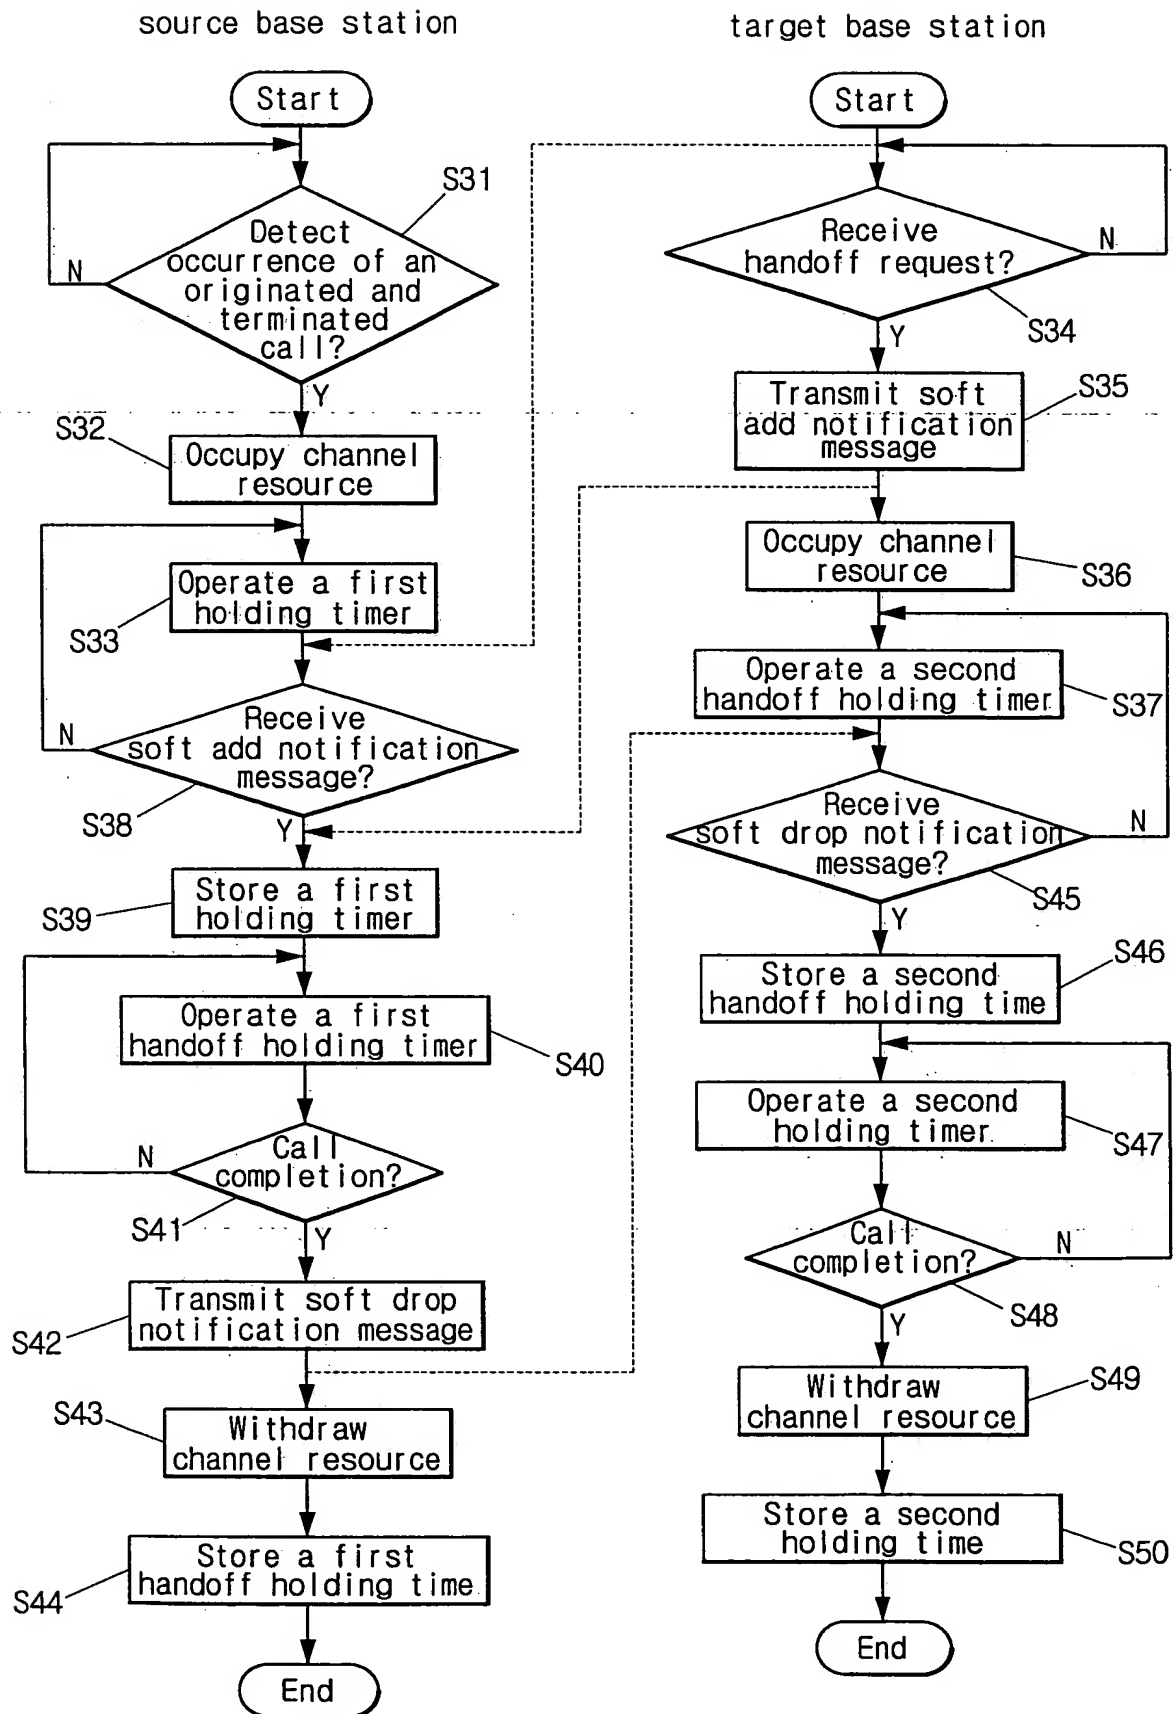 source base station
Start
S31
Detect
occurrence of an
originated and
terminated
call?
N
Y
S32
Occupy channel
resource
Operate a first
holding timer
S33
Receive
soft add notification
message?
N
S38
Y
Store a first
holding timer
S39
Operate a first
handoff holding timer
S40
Call
completion?
N
S41
Y
Transmit soft drop
notification message
S42
S43
Withdraw
channel resource
Store a first
handoff holding time
S44
End
target base station
Start
Receive
handoff request?
N
S34
Y
Transmit soft
add notification
message
S35
Occupy channel
resource
S36
Operate a second
handoff holding timer
S37
Receive
soft drop notification
message?
N
S45
Y
Store a second
handoff holding time
S46
Operate a second
holding timer
S47
Call
completion?
N
S48
Y
Withdraw
channel resource
S49
Store a second
holding time
S50
End